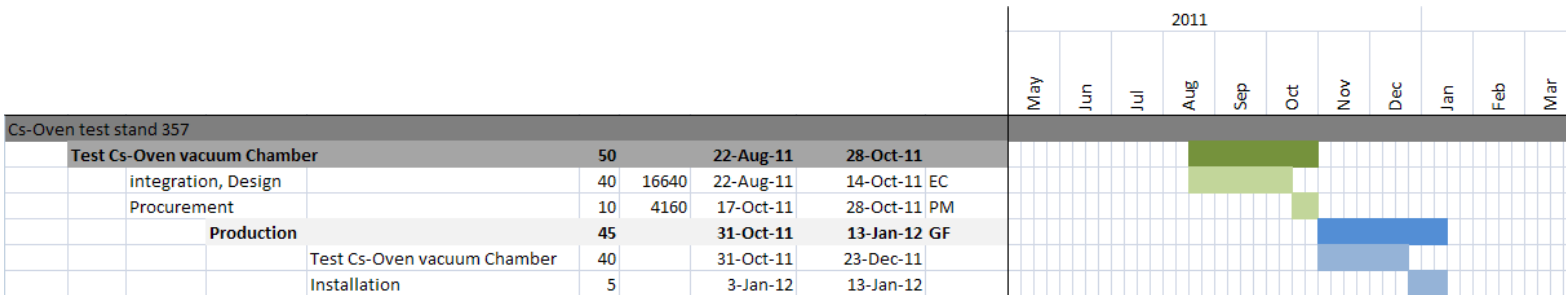 2011
May Jun Jul Aug Sep Oct Nov Dec Jan Feb Mar
Cs-Oven test stand 357
Test Cs-Oven vacuum Chamber 50 22-Aug-11 28-Oct-11
integration, Design 40 16640 22-Aug-11 14-Oct-11 EC
Procurement 10 4160 17-Oct-11 28-Oct-11 PM
Production 45 31-Oct-11 13-Jan-12 GF
Test Cs-Oven vacuum Chamber 40 31-Oct-11 23-Dec-11
Installation 5 3-Jan-12 13-Jan-12